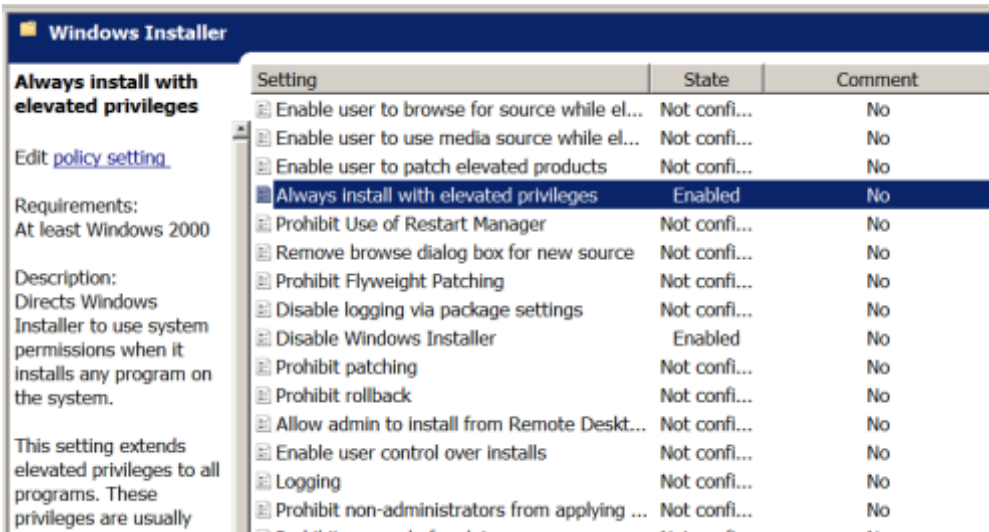 Windows Installer
Always install with
elevated privileges
Edit policy setting
Requirements:
At least Windows 2000
Description:
Directs Windows
Installer to use system
permissions when it
installs any program on
the system.
This setting extends
elevated privileges to all
programs. These
privileges are usually
Setting State Comment
Enable user to browse for source while el... Not confi... No
Enable user to use media source while el... Not confi... No
Enable user to patch elevated products Not confi... No
Always install with elevated privileges Enabled No
Prohibit Use of Restart Manager Not confi... No
Remove browse dialog box for new source Not confi... No
Prohibit Flyweight Patching Not confi... No
Disable logging via package settings Not confi... No
Disable Windows Installer Enabled No
Prohibit patching Not confi... No
Prohibit rollback Not confi... No
Allow admin to install from Remote Deskt... Not confi... No
Enable user control over installs Not confi... No
Logging Not confi... No
Prohibit non-administrators from applying ... Not confi... No